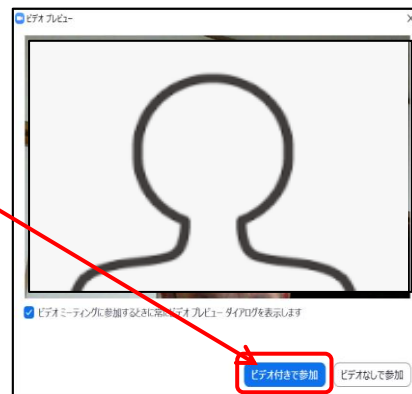 ビデオ プレビュー
ビデオ ミーティングに参加するときに常にビデオ プレビュー ダイアログを表示します
ビデオ付きで参加
ビデオなしで参加